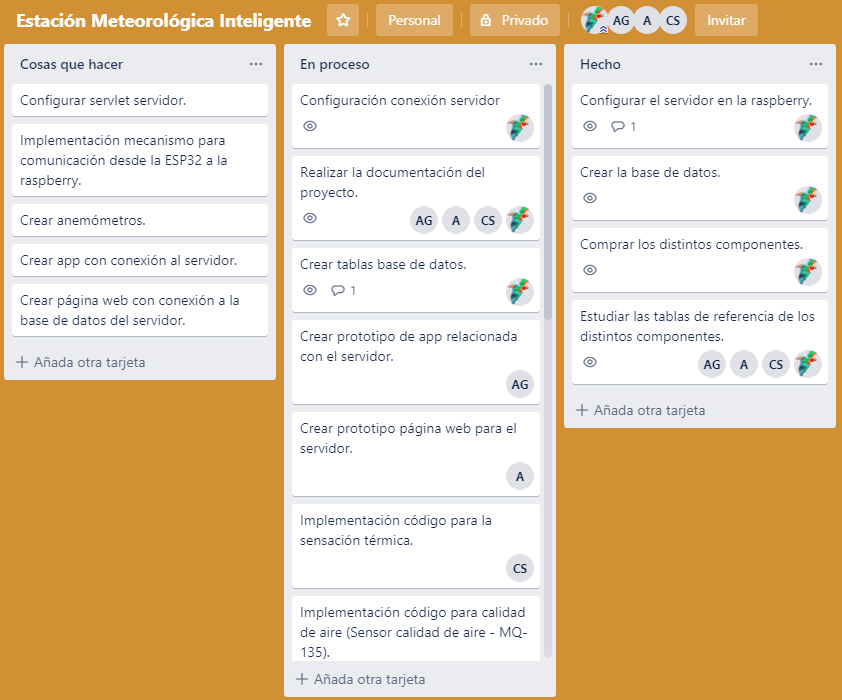 Estación Meteorológica Inteligente
Personal
Privado
AG
A
CS
Invitar
Cosas que hacer
Configurar servlet servidor.
Implementación mecanismo para
comunicación desde la ESP32 a la
raspberry.
Crear anemómetros.
Crear app con conexión al servidor.
Crear página web con conexión a la
base de datos del servidor.
+ Añada otra tarjeta
En proceso
Configuración conexión servidor
Realizar la documentación del
proyecto.
AG
A
CS
Crear tablas base de datos.
1
Crear prototipo de app relacionada
con el servidor.
AG
Crear prototipo página web para el
servidor.
A
Implementación código para la
sensación térmica.
CS
Implementación código para calidad
de aire (Sensor calidad de aire - MQ-
135).
+ Añada otra tarjeta
Hecho
Configurar el servidor en la raspberry.
1
Crear la base de datos.
Comprar los distintos componentes.
Estudiar las tablas de referencia de los
distintos componentes.
AG
A
CS
+ Añada otra tarjeta